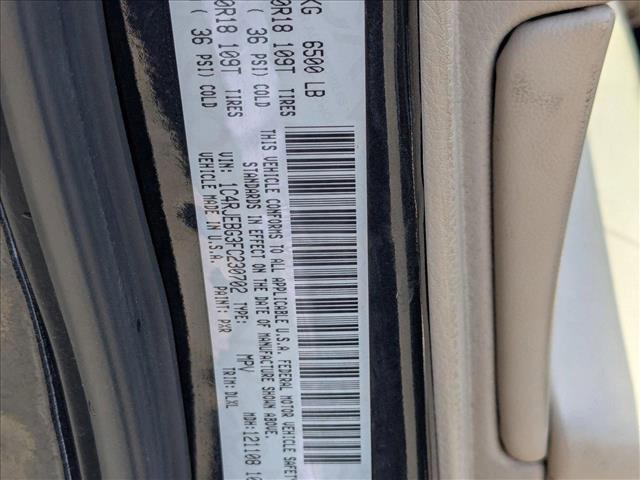 KG 6500 LB
0R18 109T TIRES
( 36 PSI) COLD
0R18 109T TIRES
( 36 PSI) COLD
THIS VEHICLE CONFORMS TO ALL APPLICABLE U.S.A. FEDERAL MOTOR VEHICLE SAFETY
STANDARDS IN EFFECT ON THE DATE OF MANUFACTURE SHOWN ABOVE.
VIN: 1C4RJEBG3FC230702 TYPE: MPV
VEHICLE MADE IN U.S.A. PAINT: PXR TRIM: DLXL
MDH: 121108 10